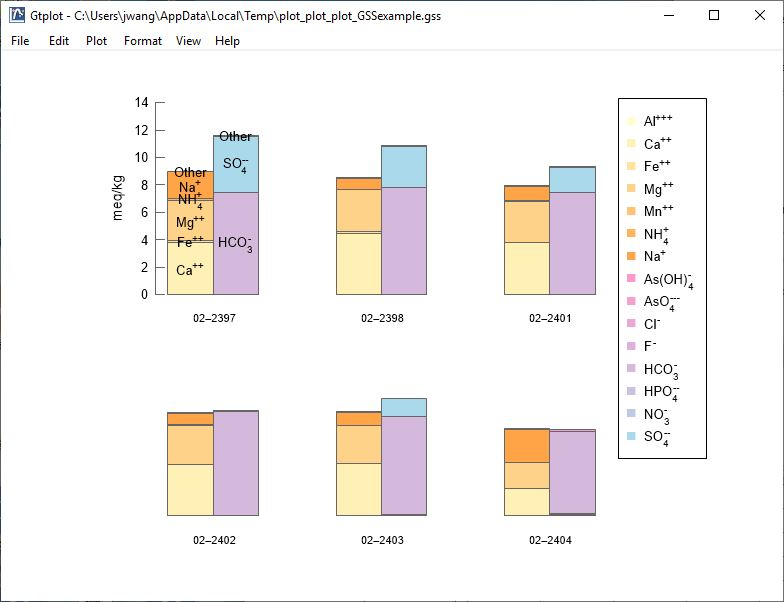 Gtplot - C:\Users\jwang\AppData\Local\Temp\plot_plot_plot_GSSexample.gss
File Edit Plot Format View Help
meq/kg
14
12
10
8
6
4
2
0
Other
Na+
NH4+
Mg++
Fe++
Ca++
Other
SO4--
HCO3-
02–2397
02–2398
02–2401
02–2402
02–2403
02–2404
Al+++
Ca++
Fe++
Mg++
Mn++
NH4+
Na+
As(OH)4-
AsO4---
Cl-
F-
HCO3-
HPO4--
NO3-
SO4--